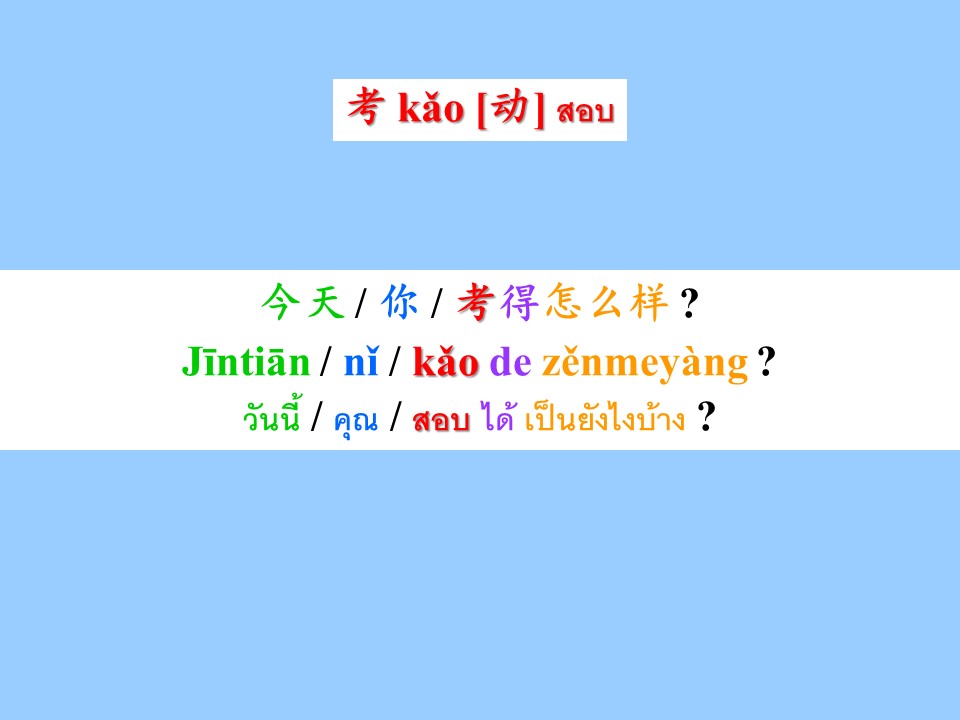 考 kǎo [动] สอบ
今天 / 你 / 考得怎么样 ?
Jīntiān / nǐ / kǎo de zěnmeyàng ?
วันนี้ / คุณ / สอบ ได้ เป็นยังไงบ้าง ?